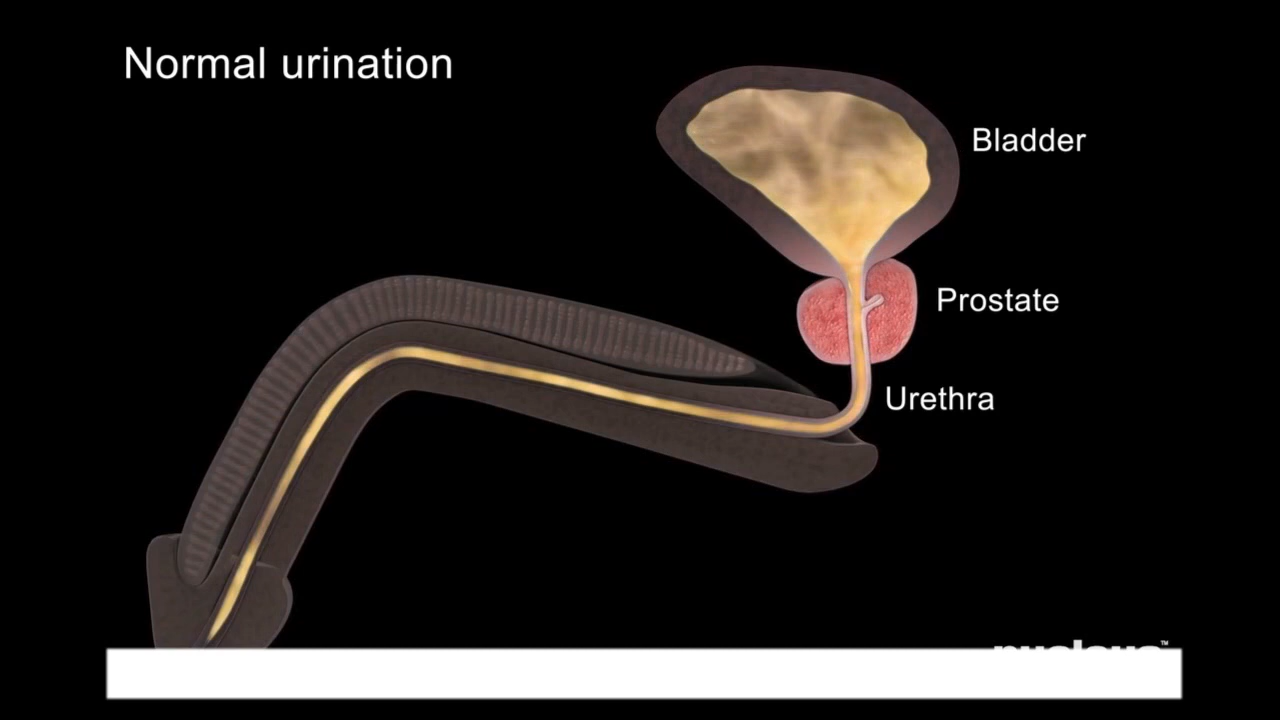 Normal urination
Bladder
Prostate
Urethra